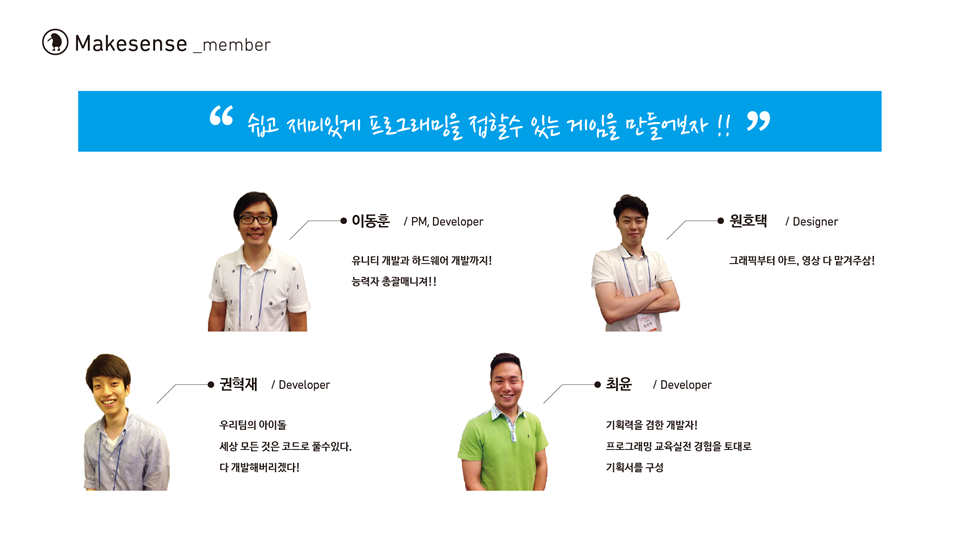 Makesense _member
“ 쉽고 재미있게 프로그래밍을 접할수 있는 게임을 만들어보자 !! ”
이동훈 / PM, Developer
유니티 개발과 하드웨어 개발까지!
능력자 총괄매니져!!
원호택 / Designer
그래픽부터 아트, 영상 다 맡겨주삼!
권혁재 / Developer
우리팀의 아이돌
세상 모든 것은 코드로 풀수있다.
다 개발해버리겠다!
최윤 / Developer
기획력을 겸한 개발자!
프로그래밍 교육실전 경험을 토대로
기획서를 구성